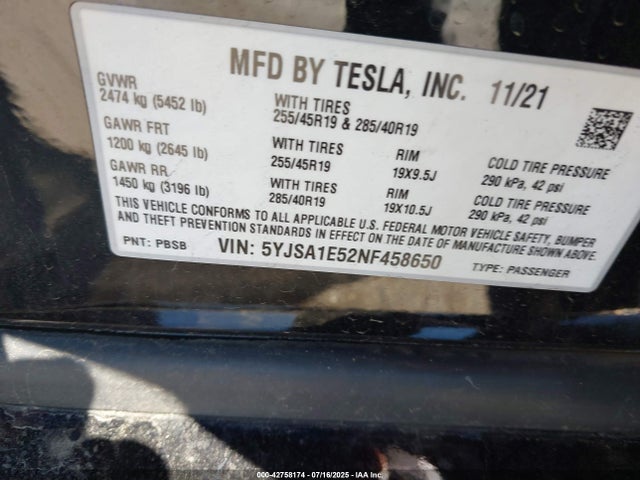 MFD BY TESLA, INC. 11/21
GVWR
2474 kg (5452 lb)
WITH TIRES
255/45R19 & 285/40R19
GAWR FRT
1200 kg (2645 lb)
WITH TIRES
255/45R19
RIM
19X9.5J
COLD TIRE PRESSURE
290 kPa, 42 psi
GAWR RR
1450 kg (3196 lb)
WITH TIRES
285/40R19
RIM
19X10.5J
COLD TIRE PRESSURE
290 kPa, 42 psi
THIS VEHICLE CONFORMS TO ALL APPLICABLE U.S. FEDERAL MOTOR VEHICLE SAFETY, BUMPER,
AND THEFT PREVENTION STANDARDS IN EFFECT ON THE DATE OF MANUFACTURE SHOWN ABOVE.
PNT: PBSB
VIN: 5YJSA1E52NF458650
TYPE: PASSENGER
000-42758174 | 07/16/2025 | IAA Inc.